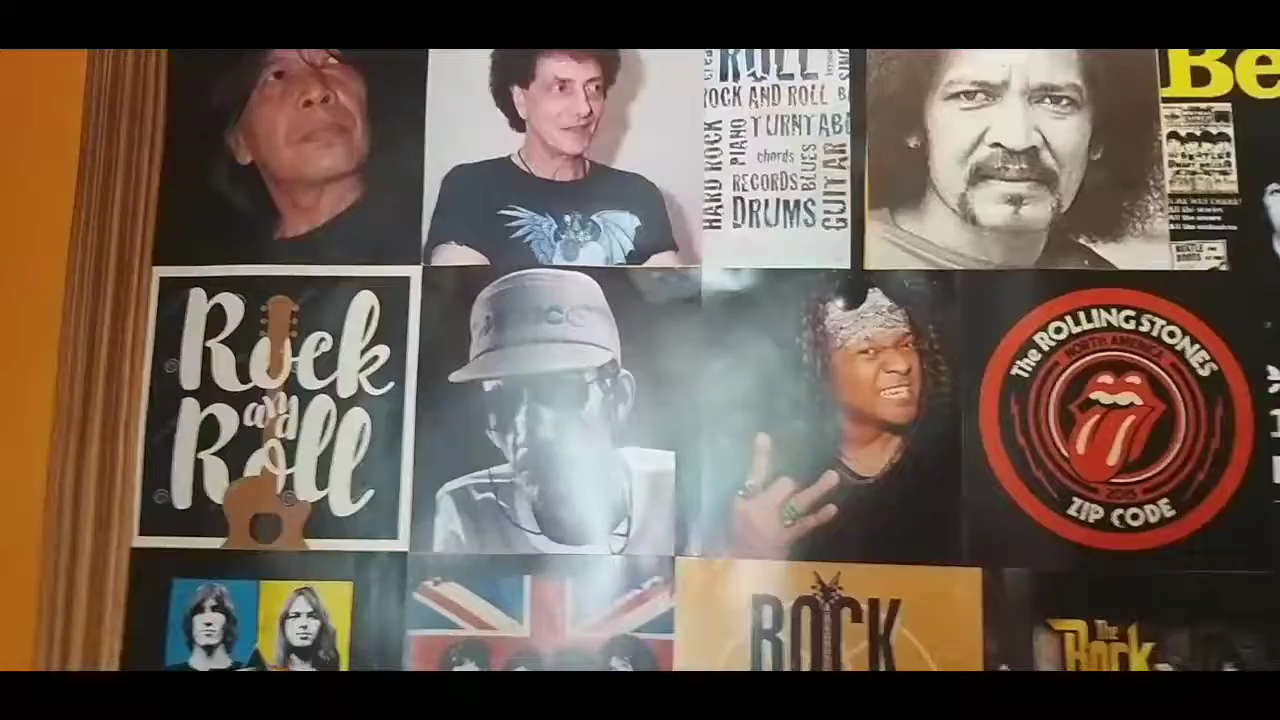 ROLL
ROCK AND ROLL
HARD ROCK
PIANO
TURNTAB
chords
BLUES
GUITAR
RECORDS
DRUMS
Be
Rock
and
Roll
The ROLLING STONES
NORTH AMERICA
2015
ZIP CODE
ROCK
The
Rock